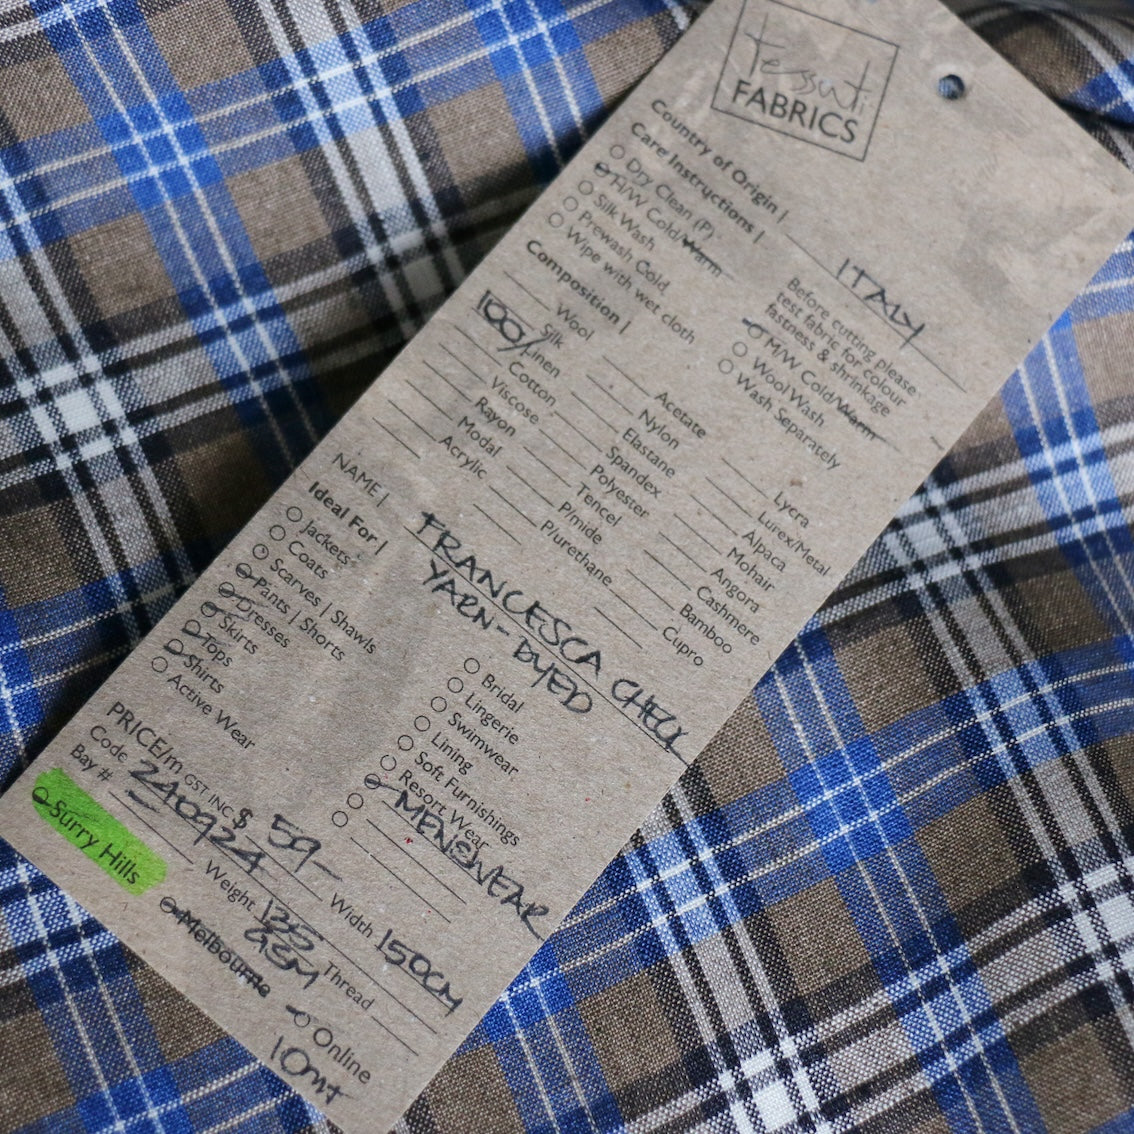 Tessuti
FABRICS
Country of Origin | ITALY
Care Instructions |
Dry Clean (P)
H/W Cold/Warm
Silk Wash
Prewash Cold
Wipe with wet cloth
Before cutting please
test fabric for colour
fastness & shrinkage
M/W Cold/Warm
Wool Wash
Wash Separately
Composition |
Wool
Silk
100% Linen
Cotton
Viscose
Rayon
Modal
Acrylic
Acetate
Nylon
Elastane
Spandex
Polyester
Tencel
P/mide
P/urethane
Lycra
Lurex/Metal
Alpaca
Mohair
Angora
Cashmere
Bamboo
Cupro
NAME | FRANCESCA CHECK
YARN-DYED
Ideal For |
Jackets
Coats
Scarves | Shawls
Pants | Shorts
Dresses
Skirts
Tops
Shirts
Active Wear
Bridal
Lingerie
Swimwear
Lining
Soft Furnishings
Resort Wear
MENSWEAR
PRICE/m GST INC $ 59-
Code 240924
Bay #
Width 150CM
Weight 135
GSM
Thread
Surry Hills
Melbourne
Online
10mt